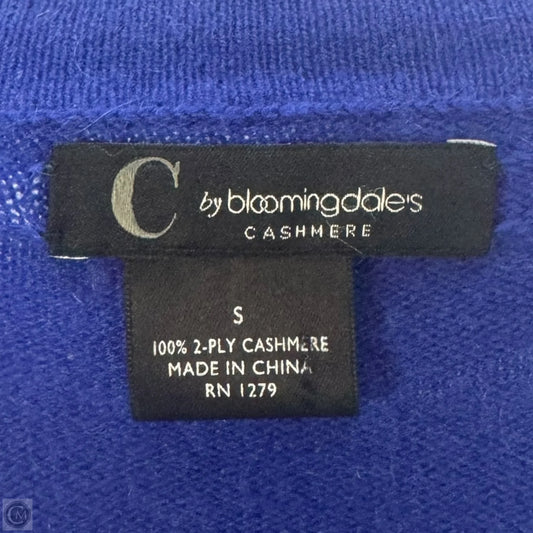 C by bloomingdale's
CASHMERE
S
100% 2-PLY CASHMERE
MADE IN CHINA
RN 1279